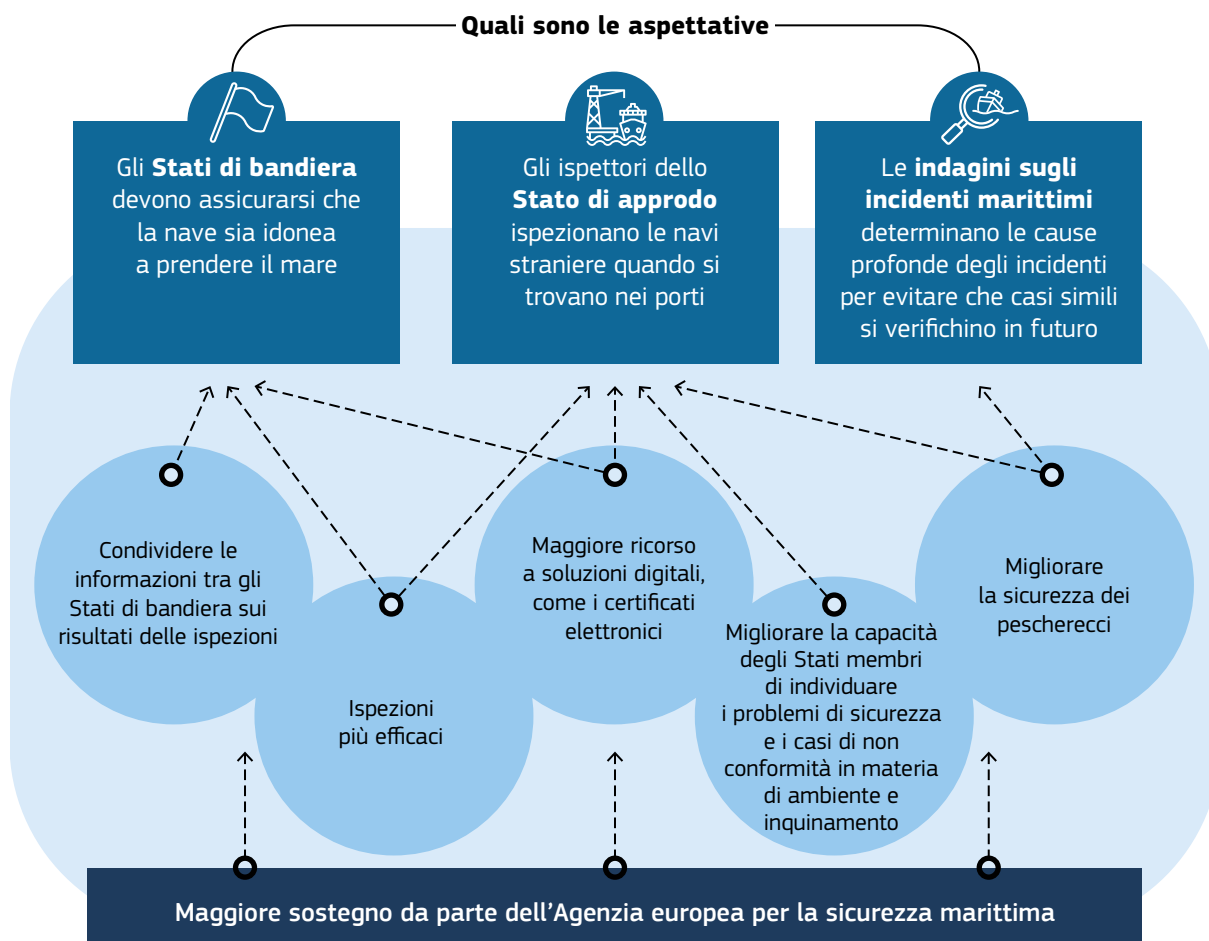 Quali sono le aspettative
Gli Stati di bandiera
devono assicurarsi che
la nave sia idonea
a prendere il mare
Gli ispettori dello
Stato di approdo
ispezionano le navi
straniere quando si
trovano nei porti
Le indagini sugli
incidenti marittimi
determinano le cause
profonde degli incidenti
per evitare che casi simili
si verifichino in futuro
Condividere le
informazioni tra gli
Stati di bandiera sui
risultati delle ispezioni
Ispezioni
più efficaci
Maggiore ricorso
a soluzioni digitali,
come i certificati
elettronici
Migliorare la capacità
degli Stati membri
di individuare
i problemi di sicurezza
e i casi di non
conformità in materia
di ambiente e
inquinamento
Migliorare
la sicurezza dei
pescherecci
Maggiore sostegno da parte dell’Agenzia europea per la sicurezza marittima